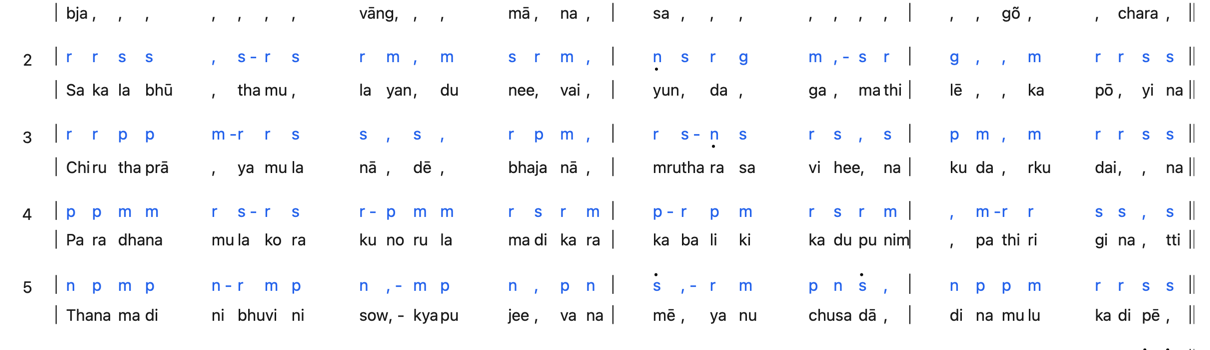 | bja , , , , , , , vāng, , , mā , na , | sa , , , , , , , | , , gõ , , chara , ||
2 | r r s s , s - r s r m , m s r m , | ṇ s r g m , - s r | g , , m r r s s ||
| Sa ka la bhū , tha mu , la yan, du nee, vai , | yun, da , ga , ma thi | lē , , ka pō , yi na ||
3 | r r p p m - r r s s , s , r p m , | r s - ṇ s r s , s | p m , m r r s s ||
| Chi ru tha prā , ya mu la nā , dē , bhaja nā , | mrutha ra sa vi hee, na | ku da , rku dai, , na ||
4 | p p m m r s - r s r - p m m r s r m | p - r p m r s r m | , m - r r s s , s ||
| Pa ra dhana mu la ko ra ku no ru la ma di ka ra | ka ba li ki ka du pu nim | , pa thi ri gi na , tti ||
5 | n p m p n - r m p n , - m p n , p n | ṡ , - r m p n ṡ , | n p p m r r s s ||
| Thana ma di ni bhuvi ni sow, - kya pu jee , va na | mē , ya nu chusa dā , | di na mu lu ka di pē , ||